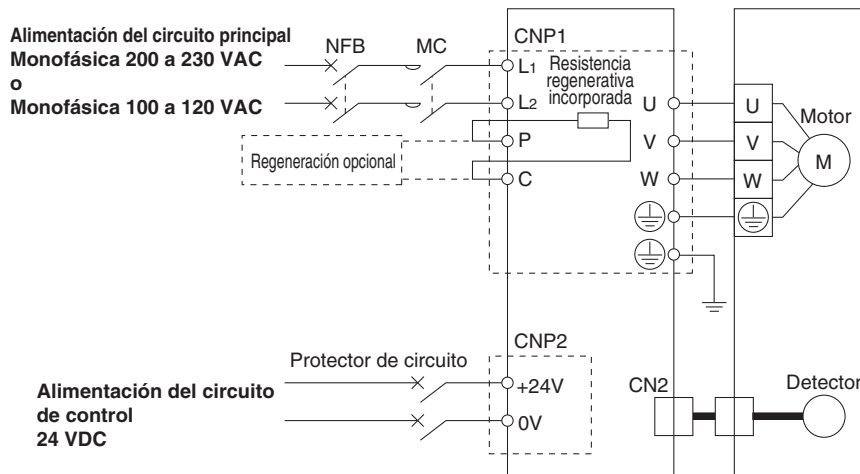 Alimentación del circuito principal
Monofásica 200 a 230 VAC
o
Monofásica 100 a 120 VAC
NFB
MC
CNP1
L1
Resistencia
regenerativa
incorporada
L2
P
C
Regeneración opcional
U
V
W
U
V
W
Motor
M
CNP2
Protector de circuito
+24V
0V
Alimentación del circuito
de control
24 VDC
CN2
Detector